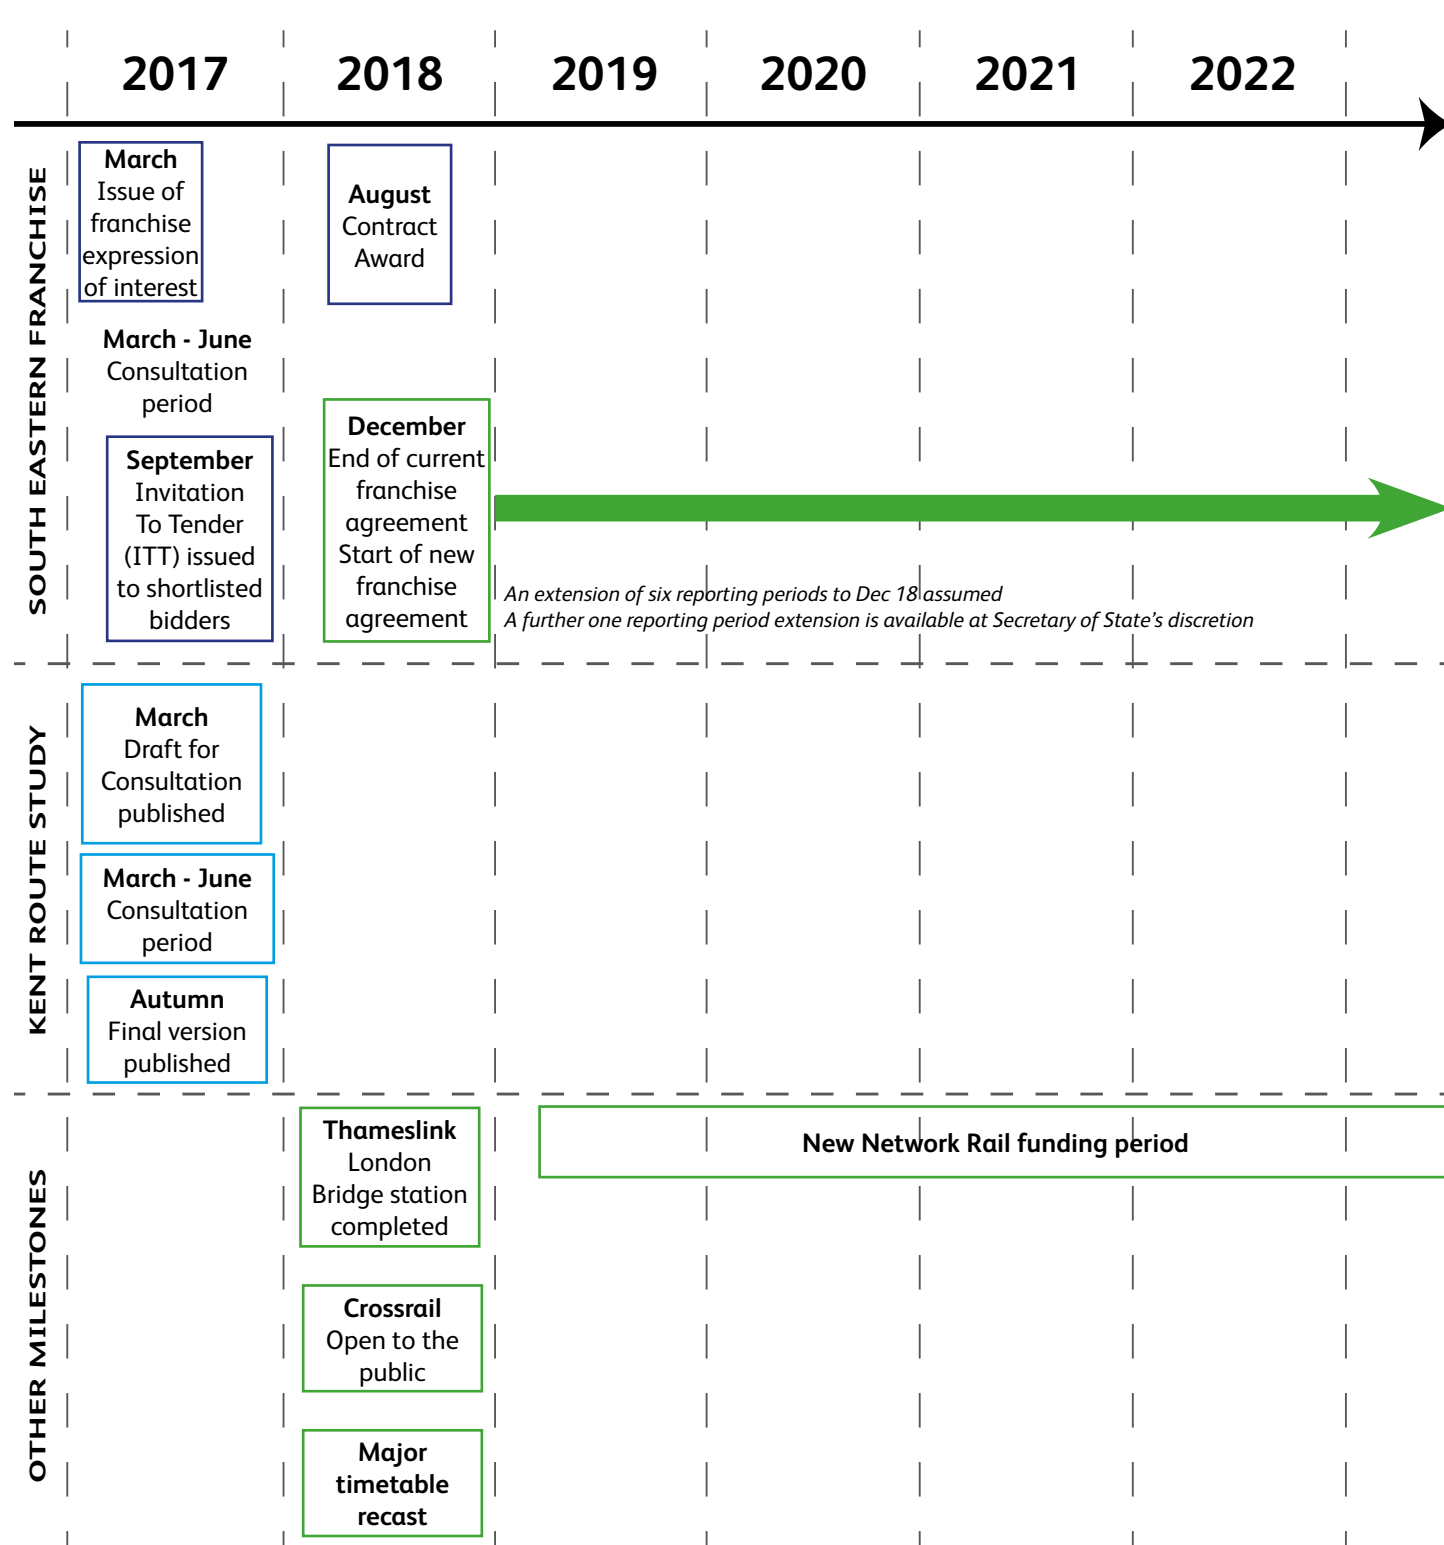 2017
2018
2019
2020
2021
2022
SOUTH EASTERN FRANCHISE
March
Issue of
franchise
expression
of interest
March - June
Consultation
period
September
Invitation
To Tender
(ITT) issued
to shortlisted
bidders
August
Contract
Award
December
End of current
franchise
agreement
Start of new
franchise
agreement
An extension of six reporting periods to Dec 18 assumed
A further one reporting period extension is available at Secretary of State’s discretion
KENT ROUTE STUDY
March
Draft for
Consultation
published
March - June
Consultation
period
Autumn
Final version
published
OTHER MILESTONES
Thameslink
London
Bridge station
completed
Crossrail
Open to the
public
Major
timetable
recast
New Network Rail funding period